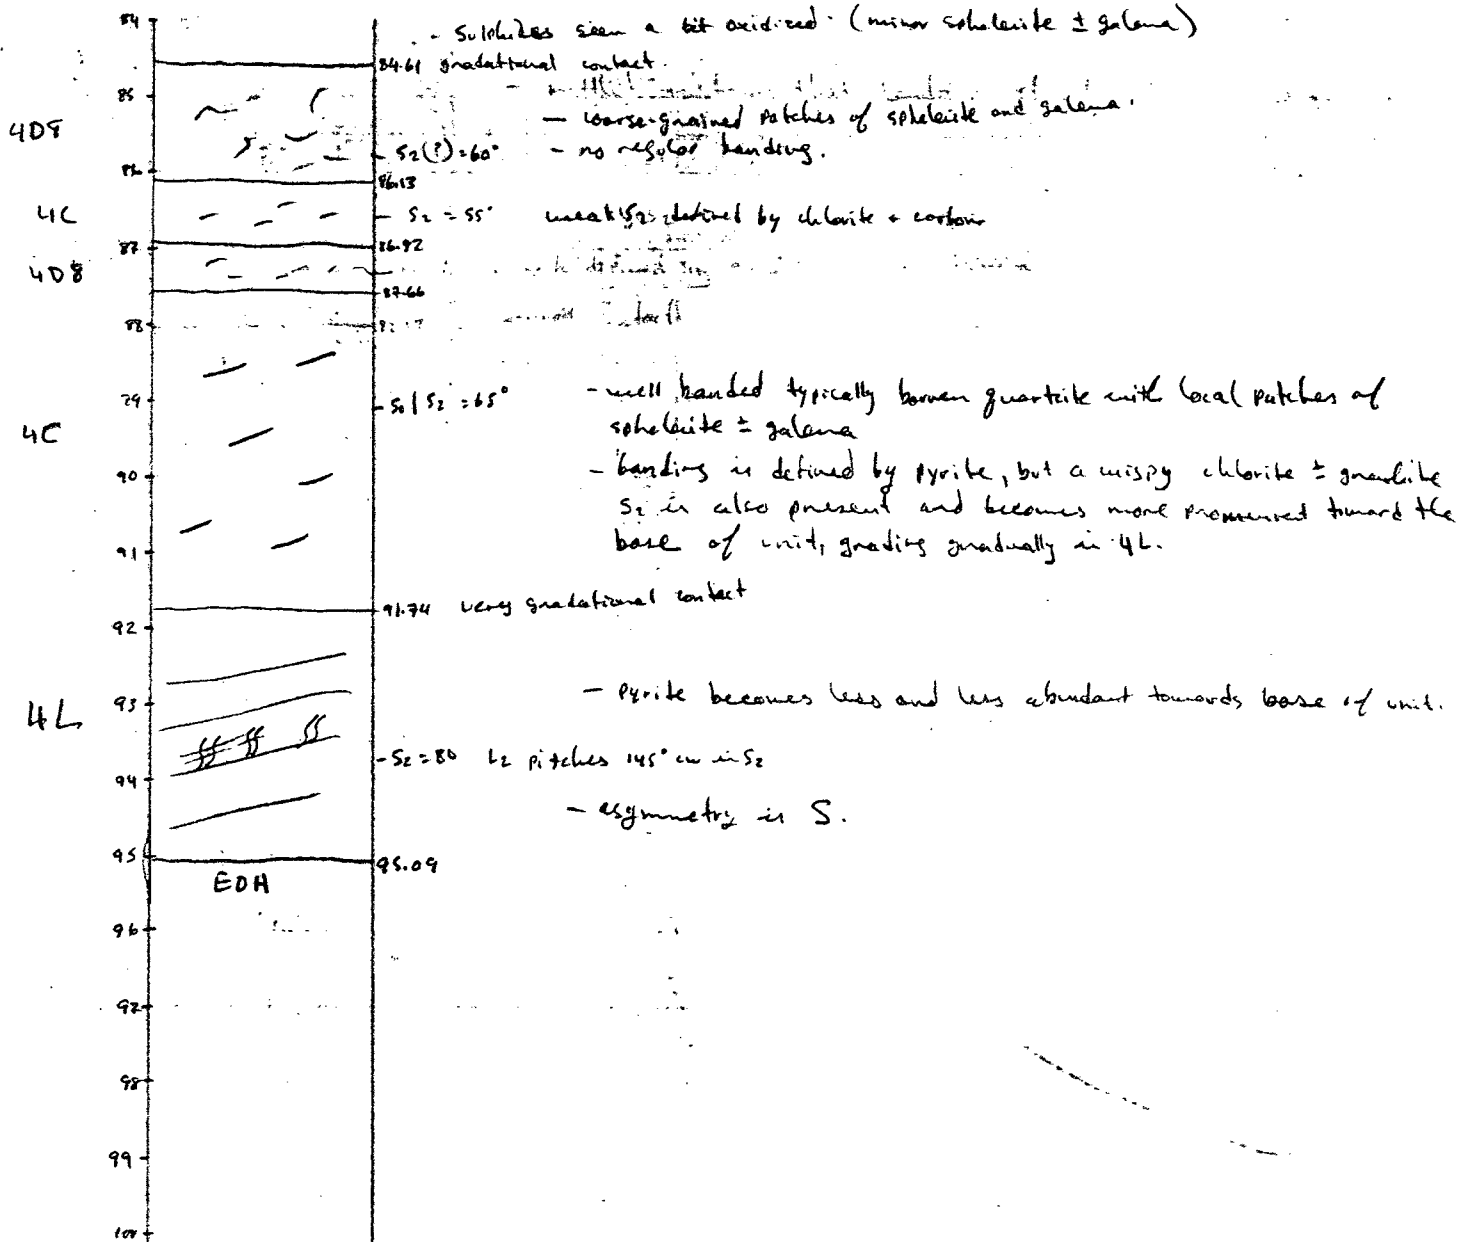 84
- Sulphides seem a bit oxidized. (minor sphalerite ± galena)
84.61 gradational contact.
85
- coarse-grained patches of sphalerite and galena.
4D8
- S2(?)=60° - no regular banding.
86
86.13
4C
- S2 = 55° weak S2 defined by chlorite + carbon
87
86.92
4D8
87.66
88
89
- S1/S2 = 65° - well banded typically barren quartzite with local patches of
sphalerite ± galena
4C
90
- banding is defined by pyrite, but a wispy chlorite ±
S2 is also present and becomes more pronounced toward the
91
base of unit, grading gradually in 4L.
91.74 very gradational contact
92
93
- pyrite becomes less and less abundant towards base of unit.
4L
- S2=80 L2 pitches 145° cw in S2
94
- asymmetry is S.
95
95.09
EOH
96
97
98
99
100